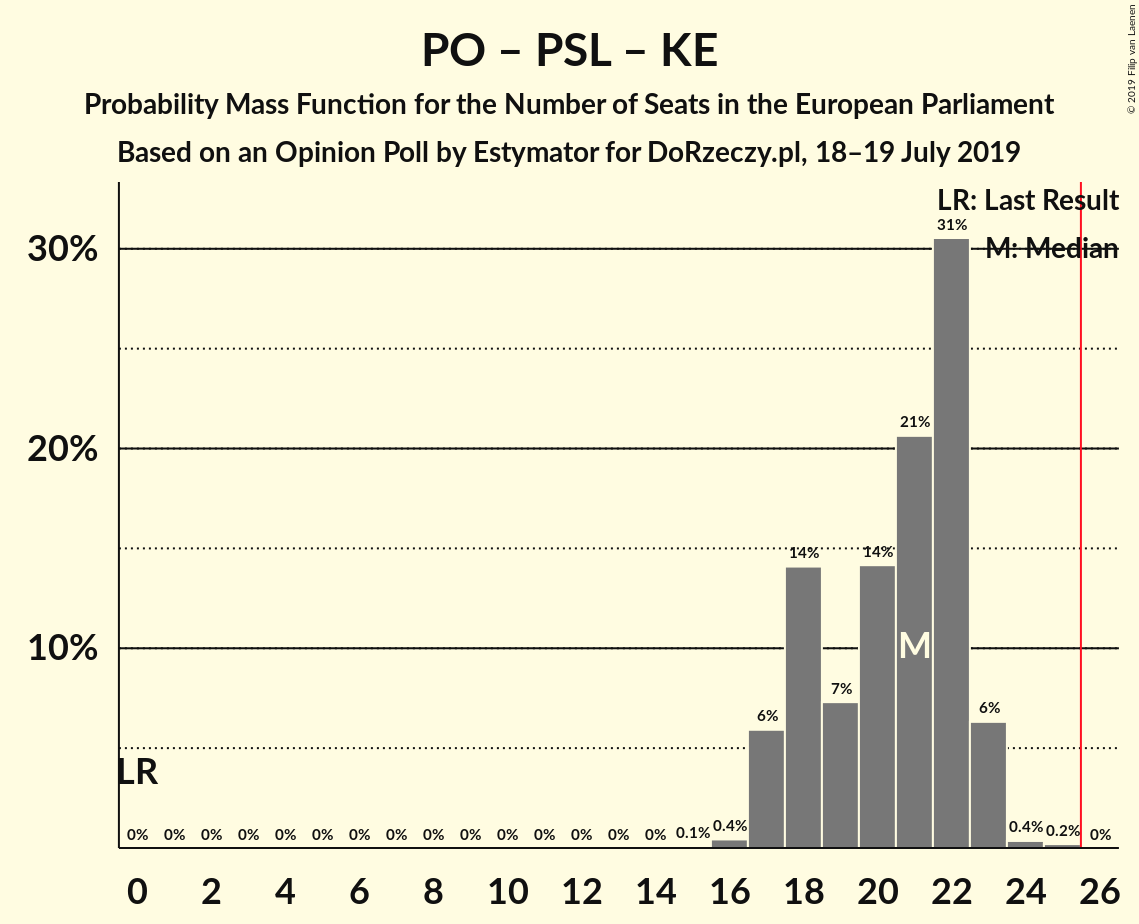 PO – PSL – KE
Probability Mass Function for the Number of Seats in the European Parliament
Based on an Opinion Poll by Estymator for DoRzeczy.pl, 18–19 July 2019
© 2019 Filip van Laenen
LR: Last Result
M: Median
30%
20%
10%
31%
21%
14% 14%
M
7%
6% 6%
LR
0% 0% 0% 0% 0% 0% 0% 0% 0% 0% 0% 0% 0% 0% 0% 0.1% 0.4% 0.4% 0.2% 0%
0 2 4 6 8 10 12 14 16 18 20 22 24 26